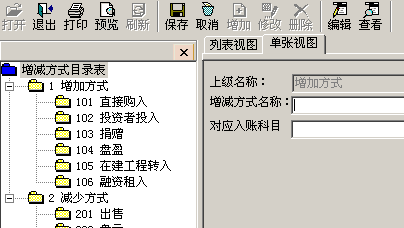 打开 退出 打印 预览 刷新 保存 取消 增加 修改 删除 编辑 查看
列表视图 单张视图
增减方式目录表
1 增加方式
101 直接购入
102 投资者投入
103 捐赠
104 盘盈
105 在建工程转入
106 融资租入
2 减少方式
201 出售
上级名称： 增加方式
增减方式名称：
对应入账科目